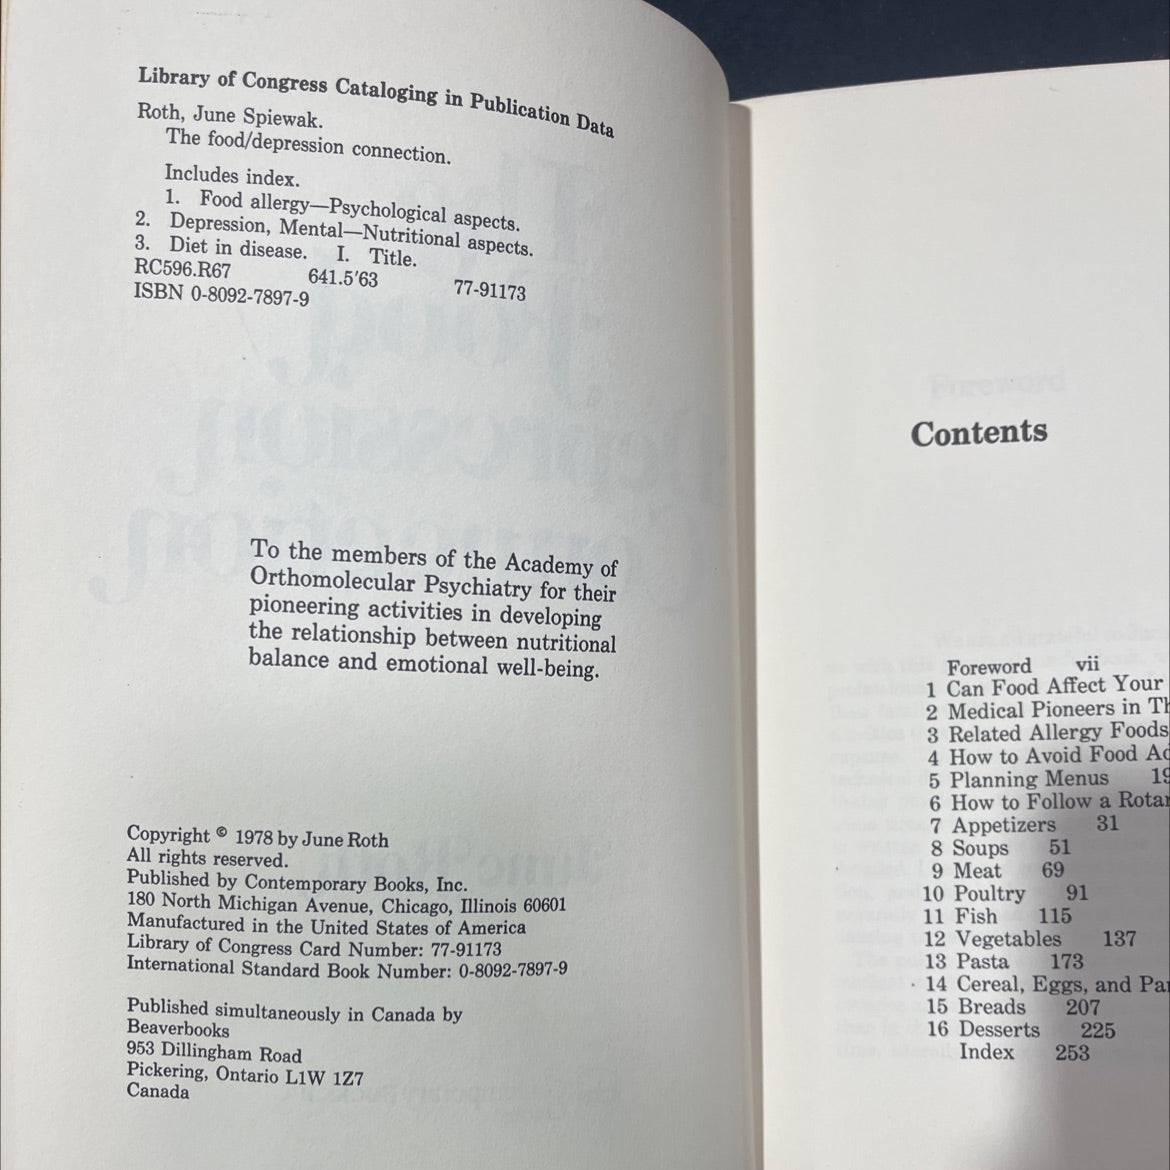 Library of Congress Cataloging in Publication Data
Roth, June Spiewak.
The food/depression connection.
Includes index.
1. Food allergy—Psychological aspects.
2. Depression, Mental—Nutritional aspects.
3. Diet in disease. I. Title.
RC596.R67 641.5'63 77-91173
ISBN 0-8092-7897-9
To the members of the Academy of
Orthomolecular Psychiatry for their
pioneering activities in developing
the relationship between nutritional
balance and emotional well-being.
Copyright © 1978 by June Roth
All rights reserved.
Published by Contemporary Books, Inc.
180 North Michigan Avenue, Chicago, Illinois 60601
Manufactured in the United States of America
Library of Congress Card Number: 77-91173
International Standard Book Number: 0-8092-7897-9
Published simultaneously in Canada by
Beaverbooks
953 Dillingham Road
Pickering, Ontario L1W 1Z7
Canada
Contents
Foreword vii
1 Can Food Affect Your
2 Medical Pioneers in
3 Related Allergy Foods
4 How to Avoid Food
5 Planning Menus 19
6 How to Follow a
7 Appetizers 31
8 Soups 51
9 Meat 69
10 Poultry 91
11 Fish 115
12 Vegetables 137
13 Pasta 173
14 Cereal, Eggs, and
15 Breads 207
16 Desserts 225
Index 253